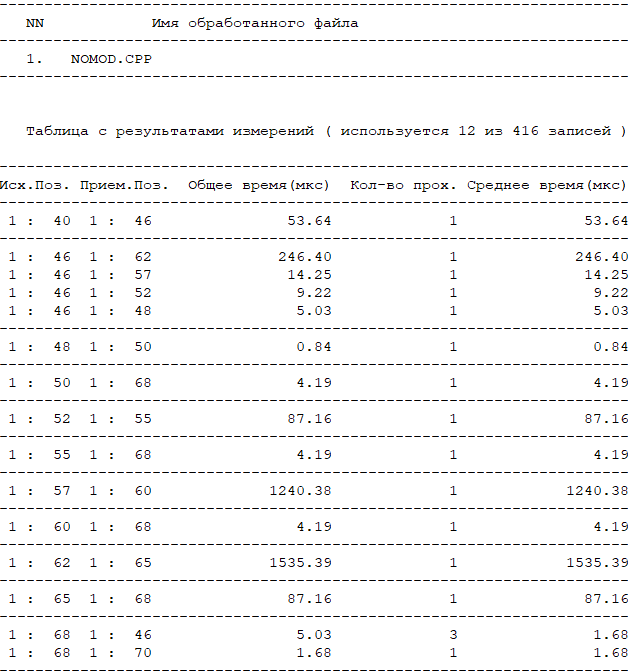 NN Имя обработанного файла
1. NOMOD.CPP
Таблица с результатами измерений ( используется 12 из 416 записей )
Исх.Поз. Прием.Поз. Общее время(мкс) Кол-во прох. Среднее время(мкс)
1 : 40 1 : 46 53.64 1 53.64
1 : 46 1 : 62 246.40 1 246.40
1 : 46 1 : 57 14.25 1 14.25
1 : 46 1 : 52 9.22 1 9.22
1 : 46 1 : 48 5.03 1 5.03
1 : 48 1 : 50 0.84 1 0.84
1 : 50 1 : 68 4.19 1 4.19
1 : 52 1 : 55 87.16 1 87.16
1 : 55 1 : 68 4.19 1 4.19
1 : 57 1 : 60 1240.38 1 1240.38
1 : 60 1 : 68 4.19 1 4.19
1 : 62 1 : 65 1535.39 1 1535.39
1 : 65 1 : 68 87.16 1 87.16
1 : 68 1 : 46 5.03 3 1.68
1 : 68 1 : 70 1.68 1 1.68